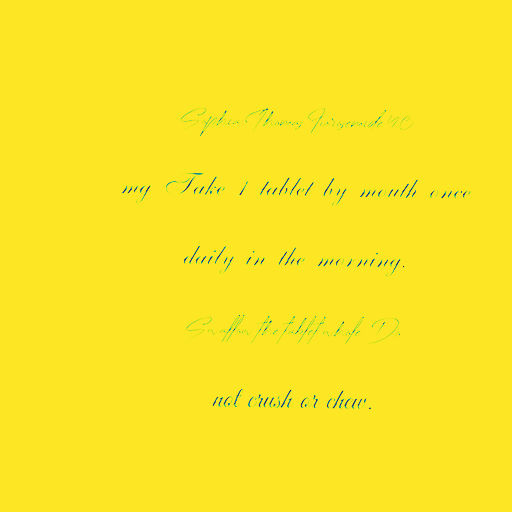 Sophia Thomas Furosemide 40
mg Take 1 tablet by mouth once
daily in the morning.
Swallow the tablet whole Do
not crush or chew.